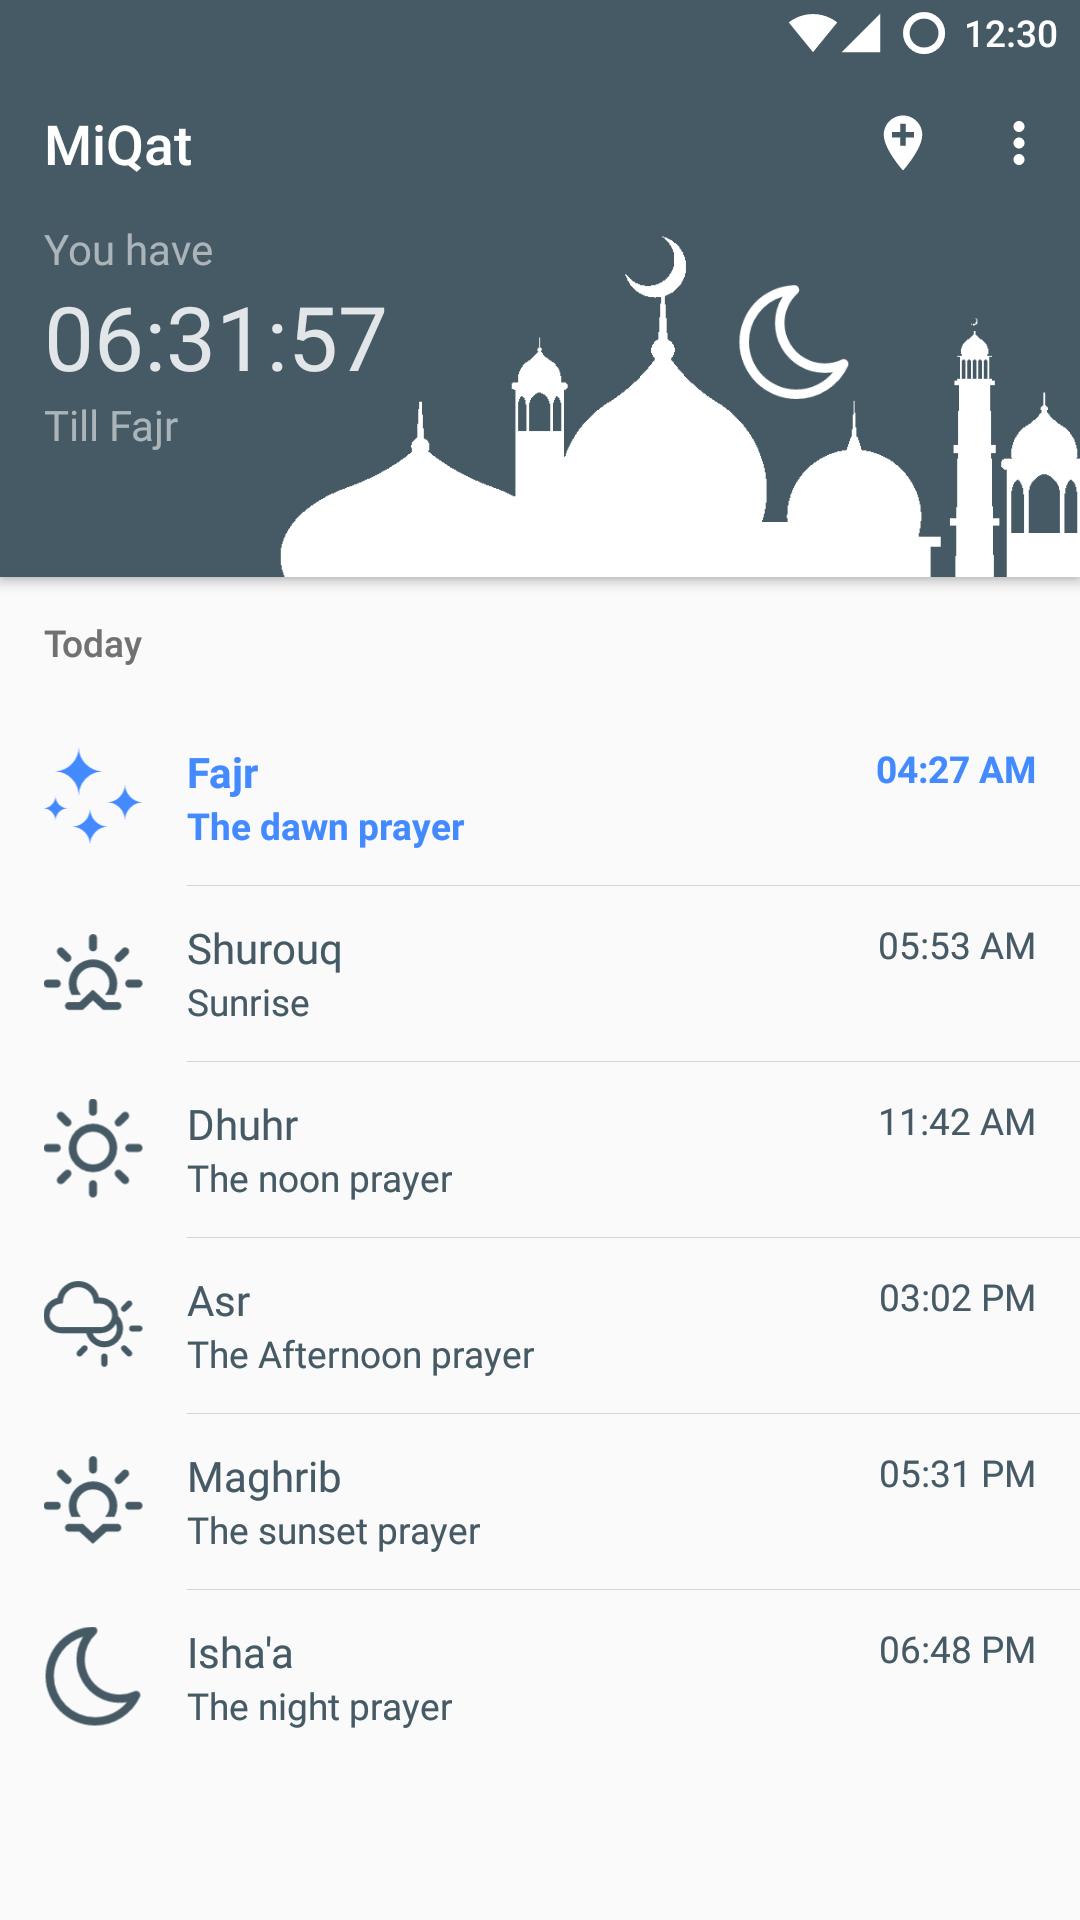 12:30
MiQat
You have
06:31:57
Till Fajr
Today
Fajr 04:27 AM
The dawn prayer
Shurouq 05:53 AM
Sunrise
Dhuhr 11:42 AM
The noon prayer
Asr 03:02 PM
The Afternoon prayer
Maghrib 05:31 PM
The sunset prayer
Isha'a 06:48 PM
The night prayer